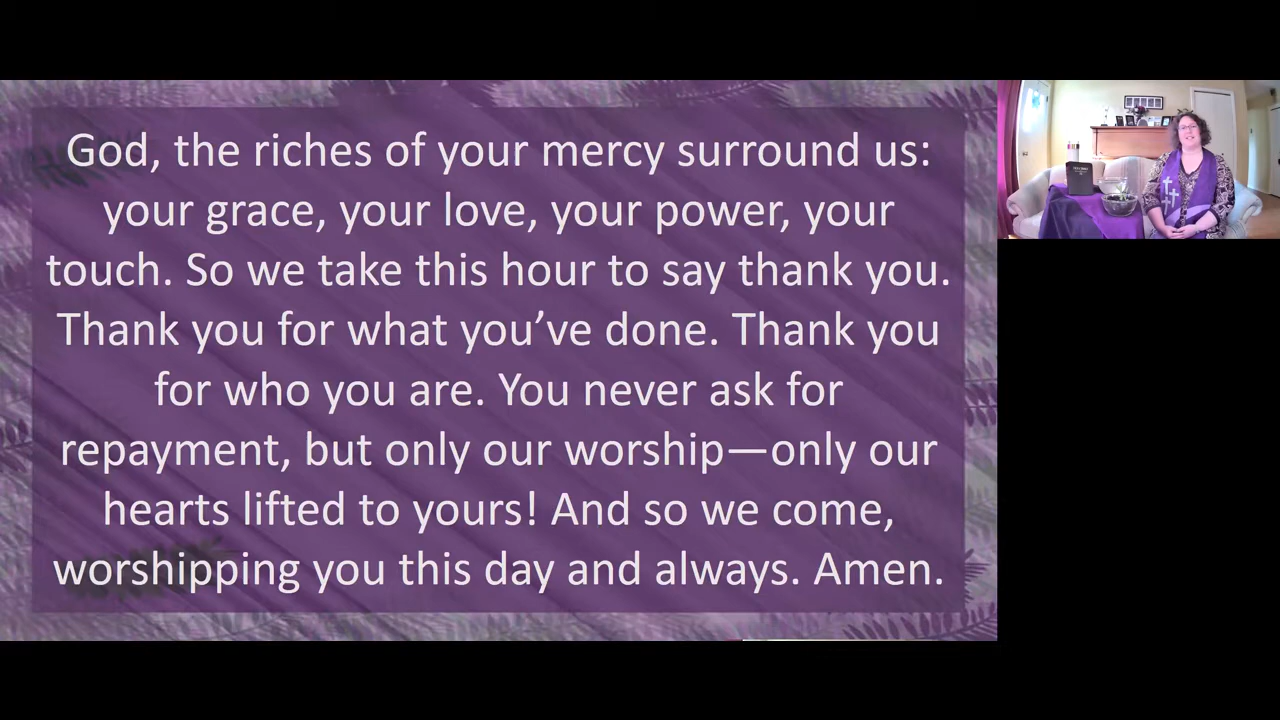 God, the riches of your mercy surround us:
your grace, your love, your power, your
touch. So we take this hour to say thank you.
Thank you for what you’ve done. Thank you
for who you are. You never ask for
repayment, but only our worship—only our
hearts lifted to yours! And so we come,
worshipping you this day and always. Amen.